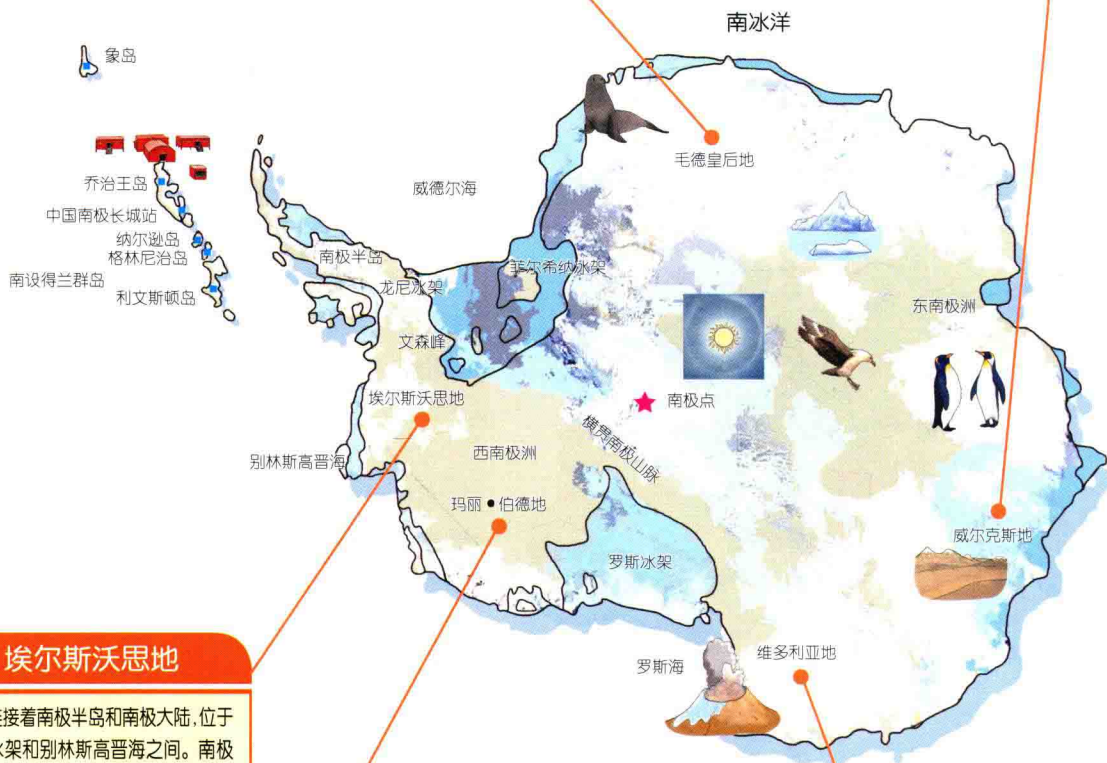 南冰洋
象岛
毛德皇后地
乔治王岛
威德尔海
中国南极长城站
纳尔逊岛
格林尼治岛
南极半岛
菲尔希纳冰架
南设得兰群岛
龙尼冰架
利文斯顿岛
东南极洲
文森峰
埃尔斯沃思地
南极点
横贯南极山脉
别林斯高晋海
西南极洲
玛丽•伯德地
威尔克斯地
罗斯冰架
罗斯海
维多利亚地
埃尔斯沃思地
接着南极半岛和南极大陆,位于
架和别林斯高晋海之间。南极